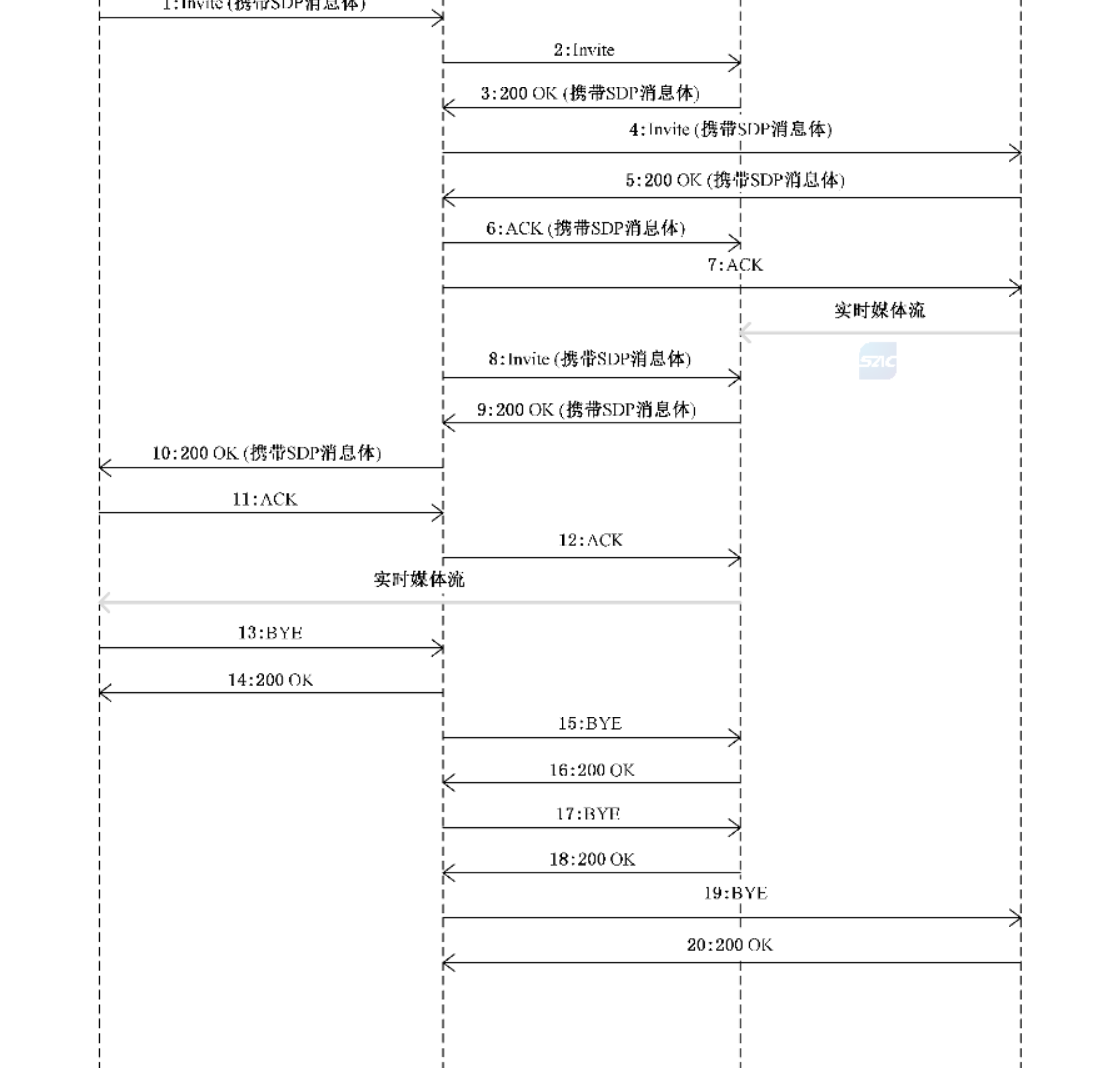 1:Invite (携带SDP消息体)
2:Invite
3:200 OK (携带SDP消息体)
4:Invite (携带SDP消息体)
5:200 OK (携带SDP消息体)
6:ACK (携带SDP消息体)
7:ACK
实时媒体流
SZIC
8:Invite (携带SDP消息体)
9:200 OK (携带SDP消息体)
10:200 OK (携带SDP消息体)
11:ACK
12:ACK
实时媒体流
13:BYE
14:200 OK
15:BYE
16:200 OK
17:BYE
18:200 OK
19:BYE
20:200 OK